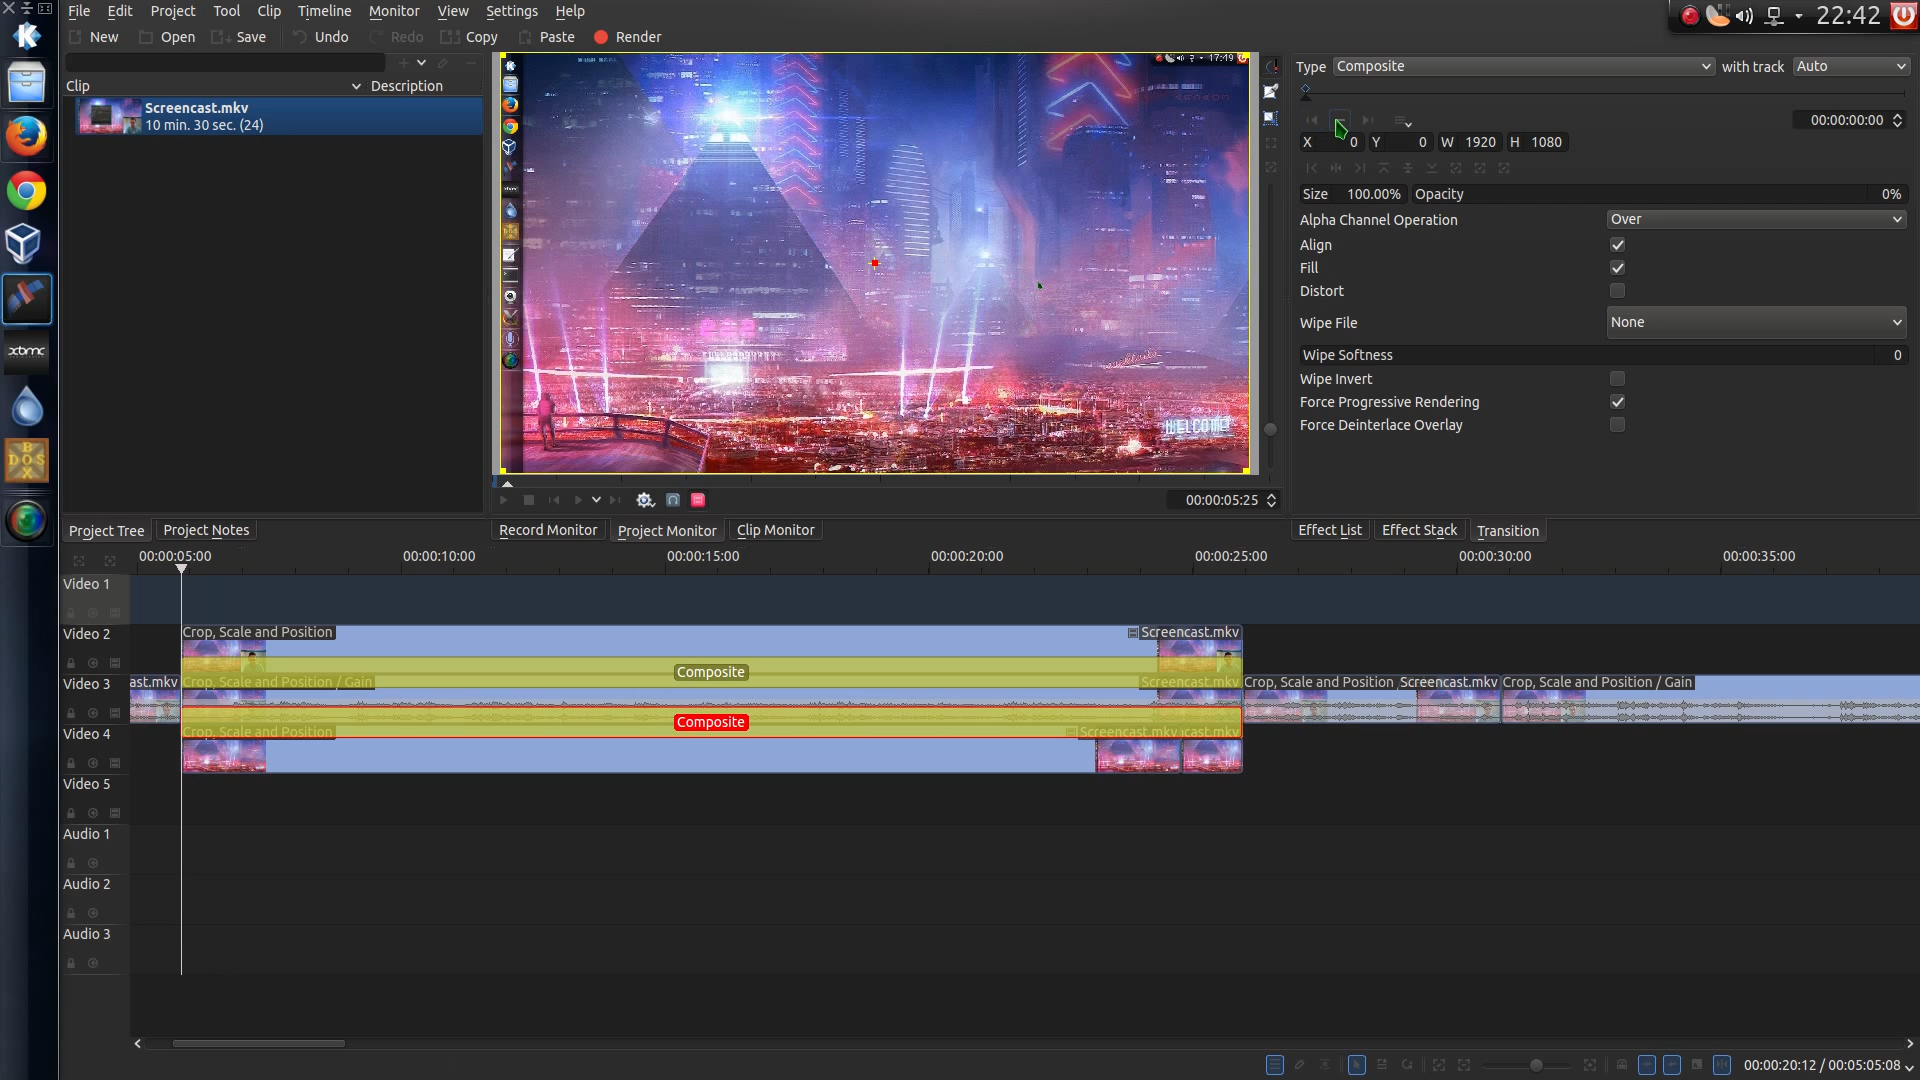 File Edit Project Tool Clip Timeline Monitor View Settings Help
22:42
New Open Save Undo Redo Copy Paste Render
Clip Description
Screencast.mkv
10 min. 30 sec. (24)
17:49
WELCOME
xbmc
DOS
BOX
Type Composite with track Auto
00:00:00:00
X 0 Y 0 W 1920 H 1080
Size 100.00% Opacity 0%
Alpha Channel Operation Over
Align
Fill
Distort
Wipe File None
Wipe Softness 0
Wipe Invert
Force Progressive Rendering
Force Deinterlace Overlay
00:00:05:25
Project Tree Project Notes Record Monitor Project Monitor Clip Monitor Effect List Effect Stack Transition
00:00:05:00 00:00:10:00 00:00:15:00 00:00:20:00 00:00:25:00 00:00:30:00 00:00:35:00
Video 1
Video 2 Crop, Scale and Position Screencast.mkv
Composite
Video 3 ast.mkv Crop, Scale and Position / Gain Screencast.mkv Crop, Scale and Position Screencast.mkv Crop, Scale and Position / Gain
Composite
Video 4 Crop, Scale and Position Screencast.mkv cast.mkv
Video 5
Audio 1
Audio 2
Audio 3
00:00:20:12 / 00:05:05:08